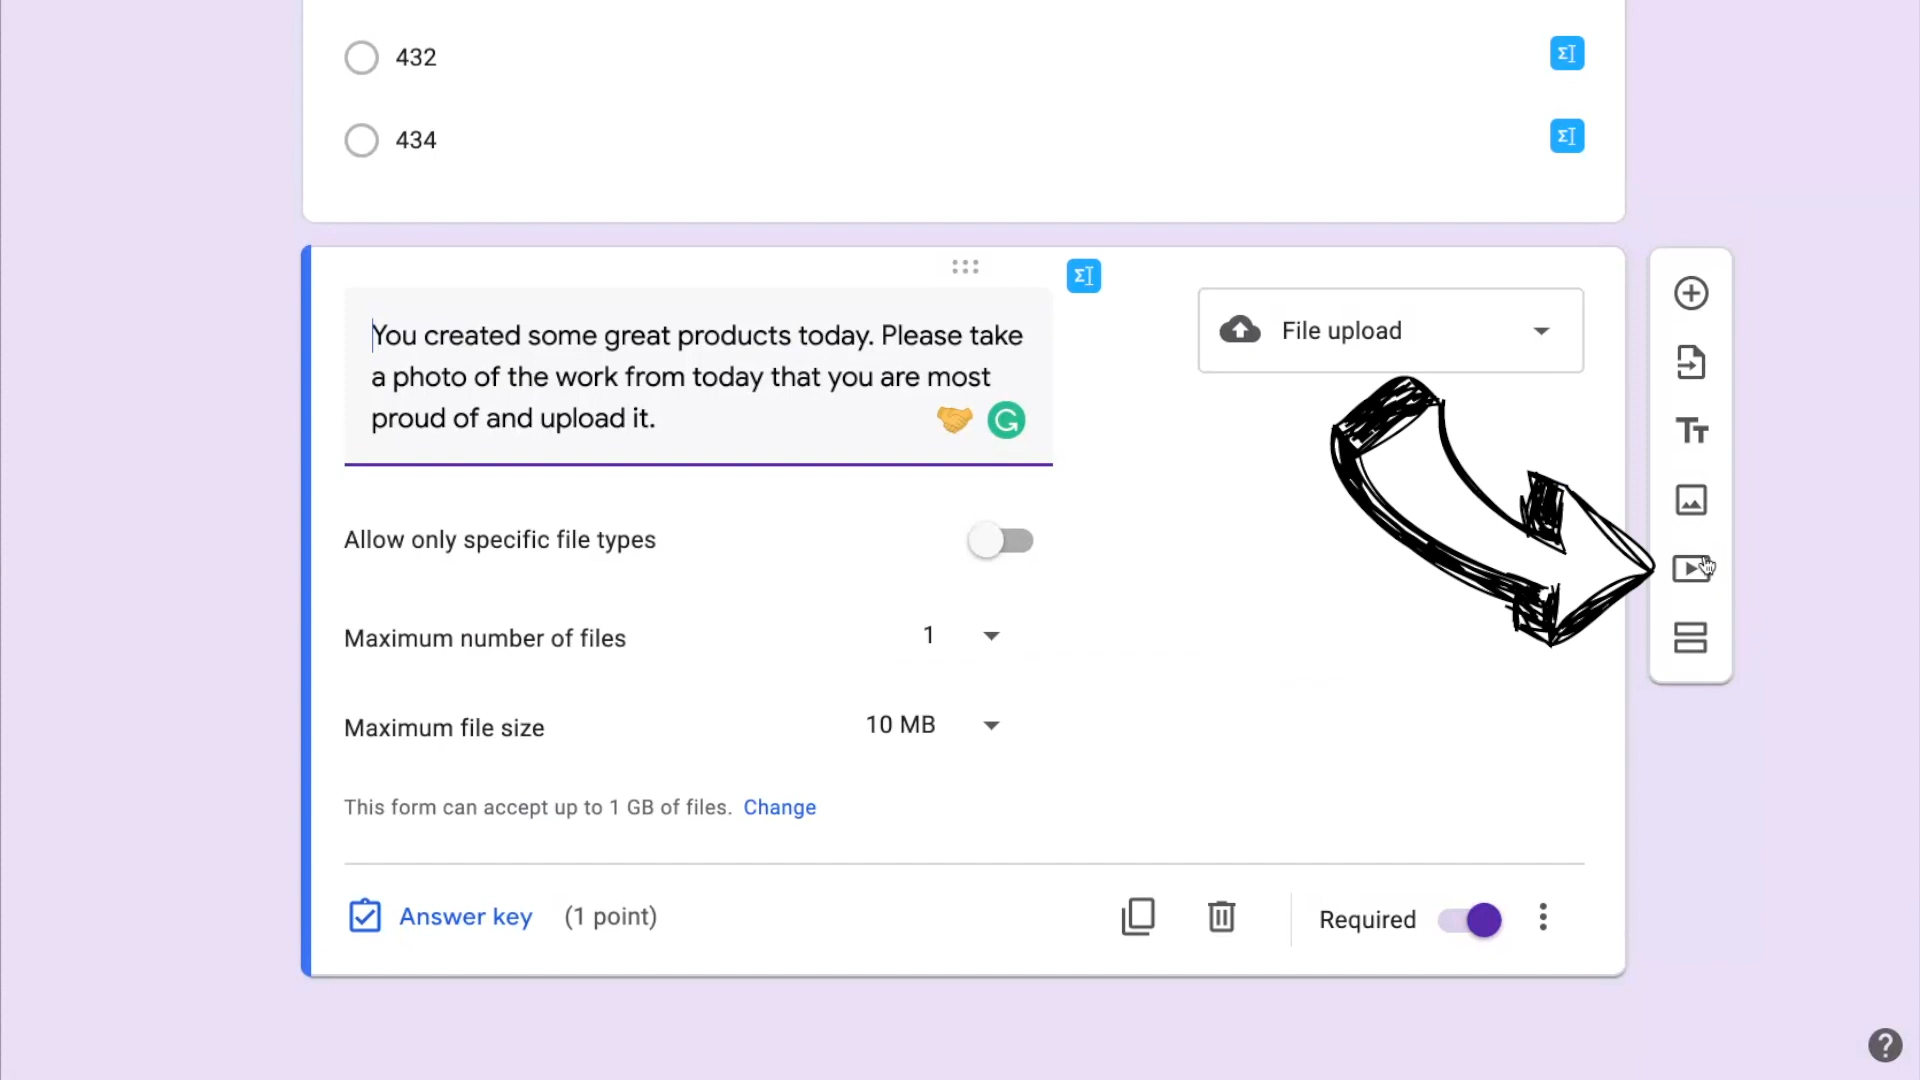 432
434
You created some great products today. Please take
a photo of the work from today that you are most
proud of and upload it.
File upload
Allow only specific file types
Maximum number of files 1
Maximum file size 10 MB
This form can accept up to 1 GB of files. Change
Answer key (1 point)
Required